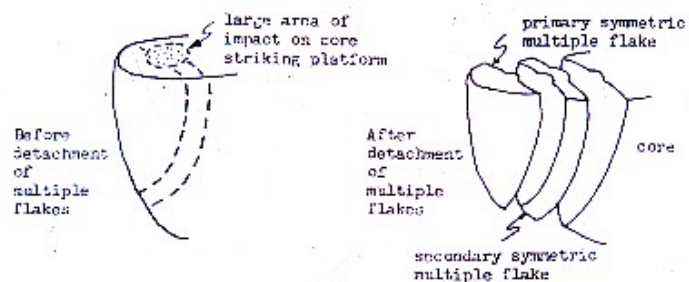 large area of
impact on core
striking platform
Before
detachment
of
multiple
flakes
primary symmetric
multiple flake
After
detachment
of
multiple
flakes
core
secondary symmetric
multiple flake